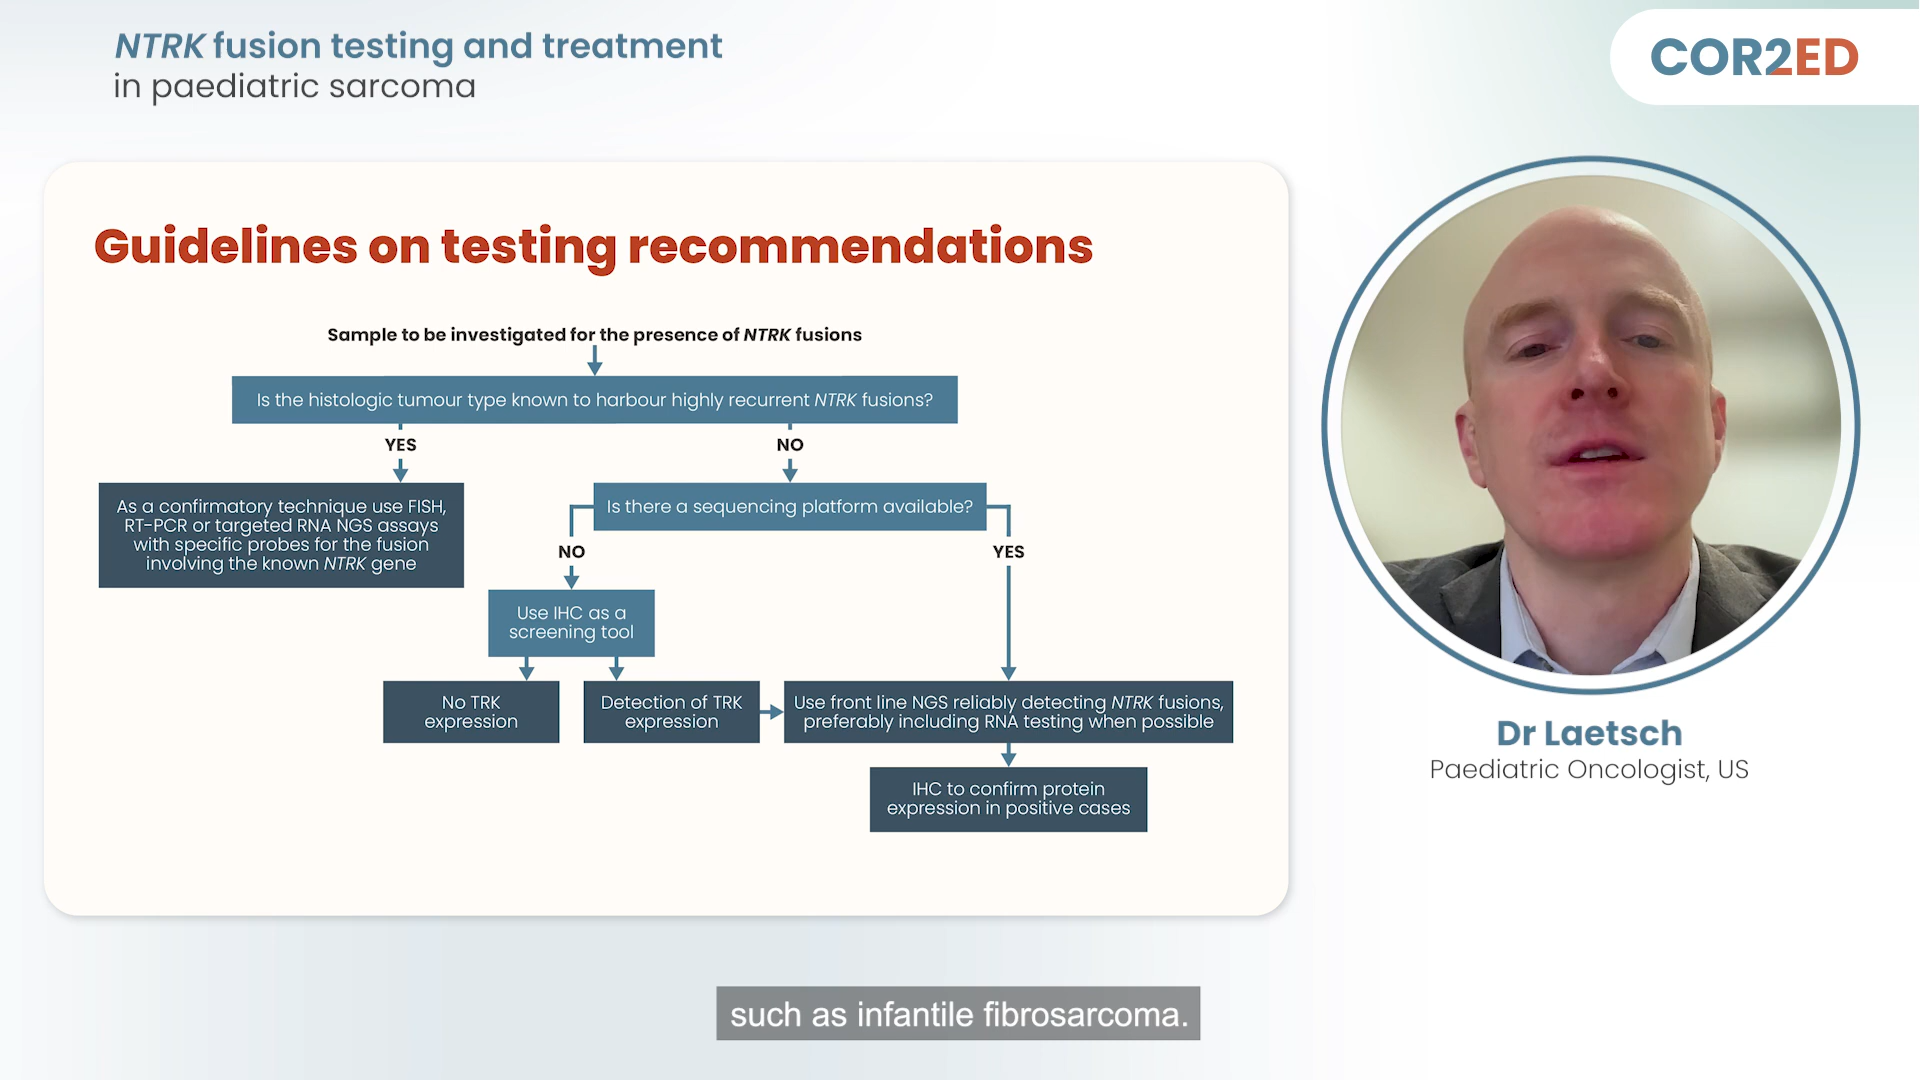 NTRK fusion testing and treatment
in paediatric sarcoma
COR2ED
Guidelines on testing recommendations
Sample to be investigated for the presence of NTRK fusions
Is the histologic tumour type known to harbour highly recurrent NTRK fusions?
YES
NO
As a confirmatory technique use FISH,
RT-PCR or targeted RNA NGS assays
with specific probes for the fusion
involving the known NTRK gene
Is there a sequencing platform available?
NO
YES
Use IHC as a
screening tool
No TRK
expression
Detection of TRK
expression
Use front line NGS reliably detecting NTRK fusions,
preferably including RNA testing when possible
IHC to confirm protein
expression in positive cases
Dr Laetsch
Paediatric Oncologist, US
such as infantile fibrosarcoma.